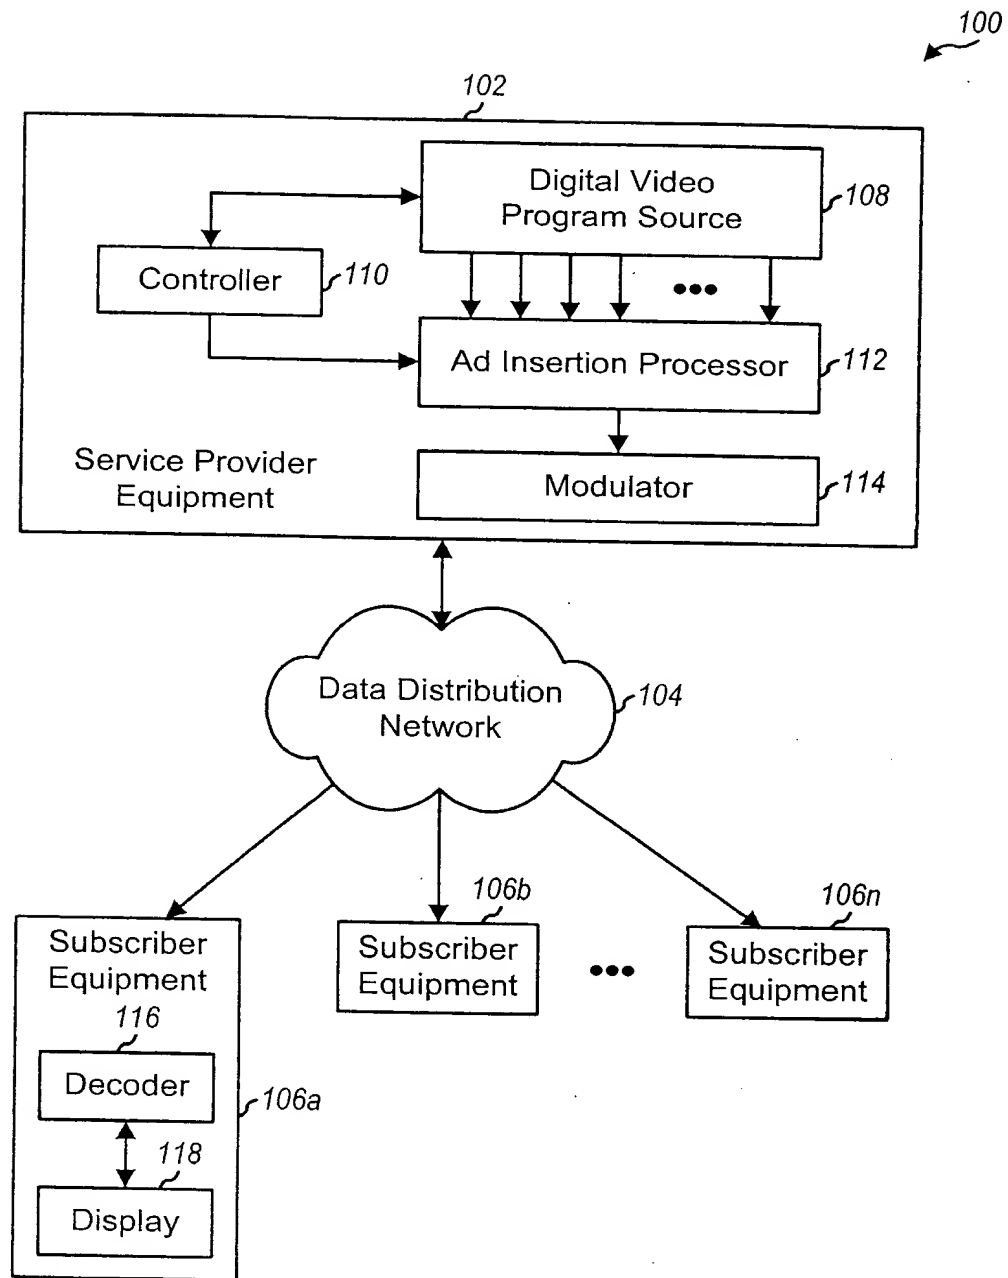 100
102
Digital Video
Program Source
108
Controller
110
Ad Insertion Processor
112
Service Provider
Equipment
Modulator
114
Data Distribution
Network
104
106b
106n
Subscriber
Equipment
Subscriber
Equipment
Subscriber
Equipment
116
Decoder
106a
118
Display